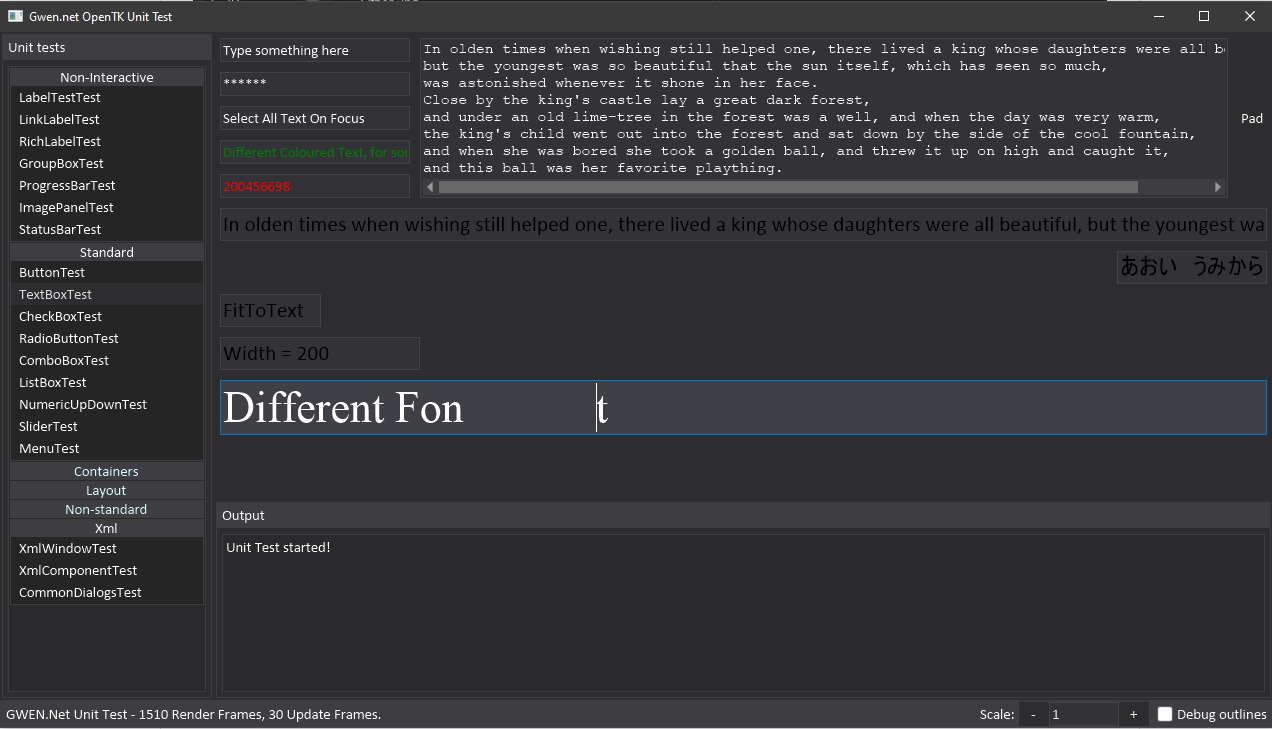 Gwen.net OpenTK Unit Test
Unit tests
Non-Interactive
LabelTestTest
LinkLabelTest
RichLabelTest
GroupBoxTest
ProgressBarTest
ImagePanelTest
StatusBarTest
Standard
ButtonTest
TextBoxTest
CheckBoxTest
RadioButtonTest
ComboBoxTest
ListBoxTest
NumericUpDownTest
SliderTest
MenuTest
Containers
Layout
Non-standard
Xml
XmlWindowTest
XmlComponentTest
CommonDialogsTest
Type something here
******
Select All Text On Focus
Different Coloured Text, for so
200456698
In olden times when wishing still helped one, there lived a king whose daughters were all b
but the youngest was so beautiful that the sun itself, which has seen so much,
was astonished whenever it shone in her face.
Close by the king's castle lay a great dark forest,
and under an old lime-tree in the forest was a well, and when the day was very warm,
the king's child went out into the forest and sat down by the side of the cool fountain,
and when she was bored she took a golden ball, and threw it up on high and caught it,
and this ball was her favorite plaything.
Pad
In olden times when wishing still helped one, there lived a king whose daughters were all beautiful, but the youngest wa
あおい うみから
FitToText
Width = 200
Different Fon t
Output
Unit Test started!
GWEN.Net Unit Test - 1510 Render Frames, 30 Update Frames.
Scale: - 1 + Debug outlines